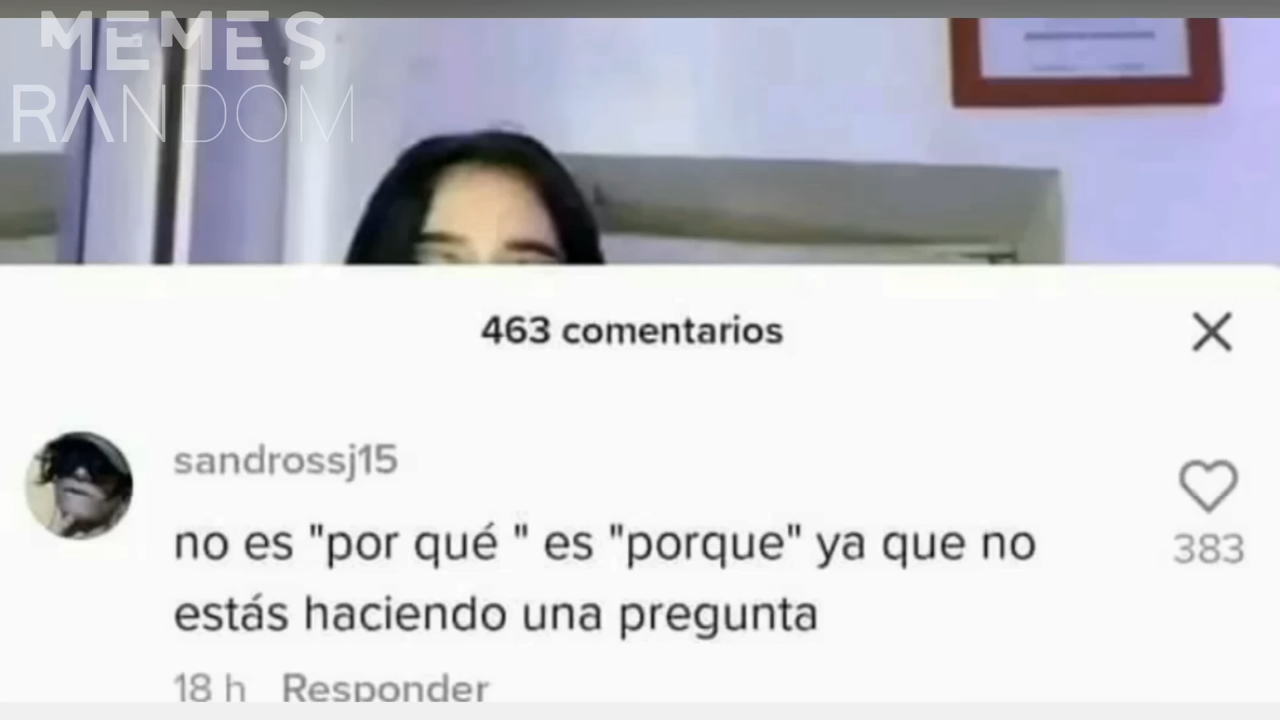 MEMES
RANDOM
463 comentarios
sandrossj15
no es "por qué " es "porque" ya que no
383
estás haciendo una pregunta
18 h Responder